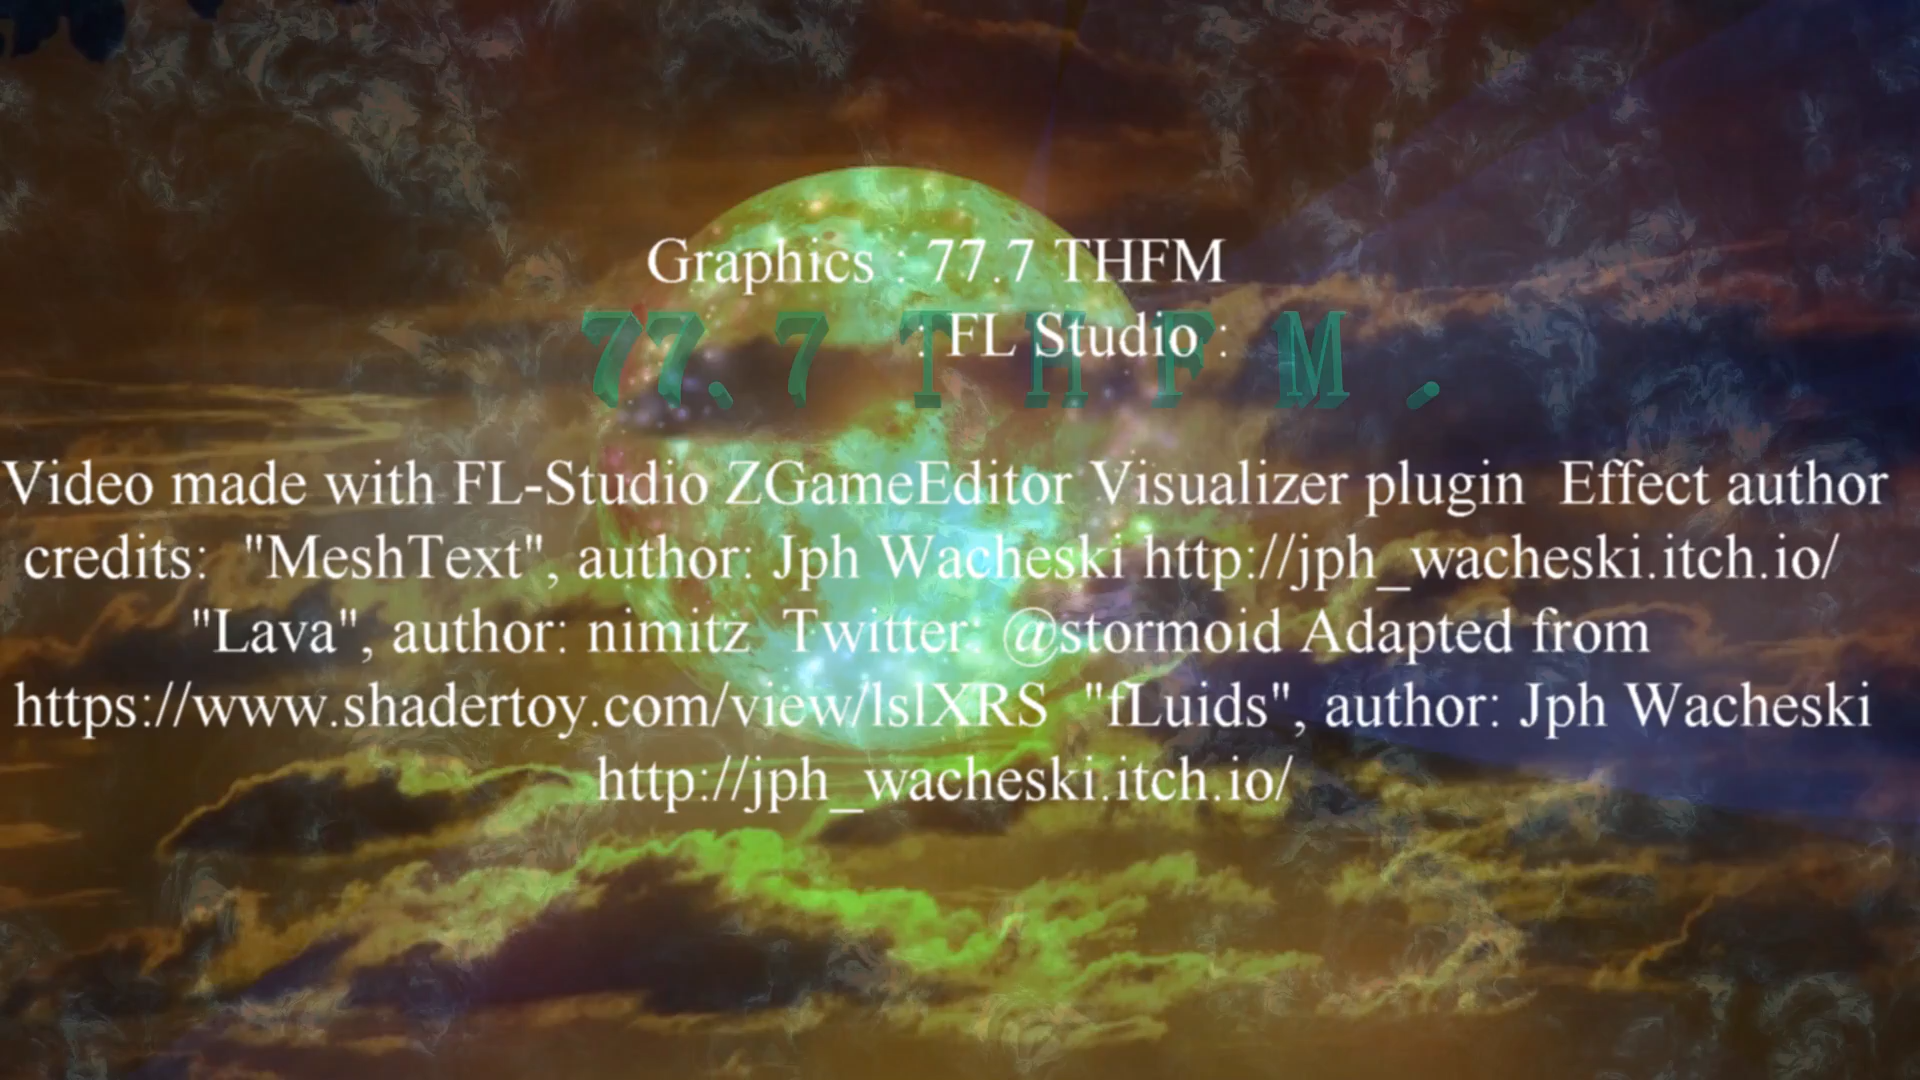 Graphics : 77.7 THFM
: FL Studio :
77.7 T H F M .
Video made with FL-Studio ZGameEditor Visualizer plugin  Effect author
credits:  "MeshText", author: Jph Wacheski http://jph_wacheski.itch.io/
"Lava", author: nimitz  Twitter: @stormoid Adapted from
https://www.shadertoy.com/view/lslXRS  "fLuids", author: Jph Wacheski
http://jph_wacheski.itch.io/